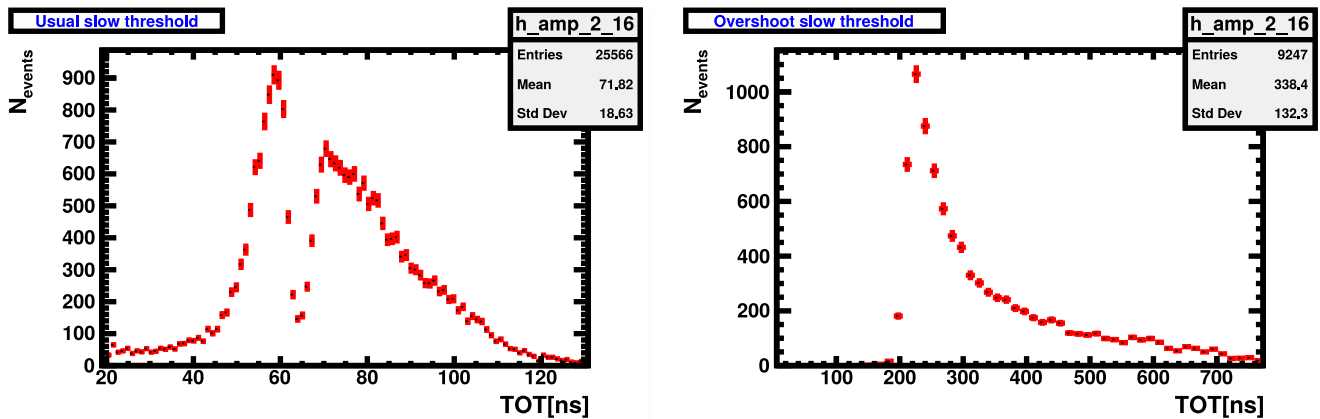 Usual slow threshold
h_amp_2_16
Entries 25566
Mean 71.82
Std Dev 18.63
N_events
900
800
700
600
500
400
300
200
100
0
20 40 60 80 100 120
TOT[ns]
Overshoot slow threshold
h_amp_2_16
Entries 9247
Mean 338.4
Std Dev 132.3
N_events
1000
800
600
400
200
0
100 200 300 400 500 600 700
TOT[ns]